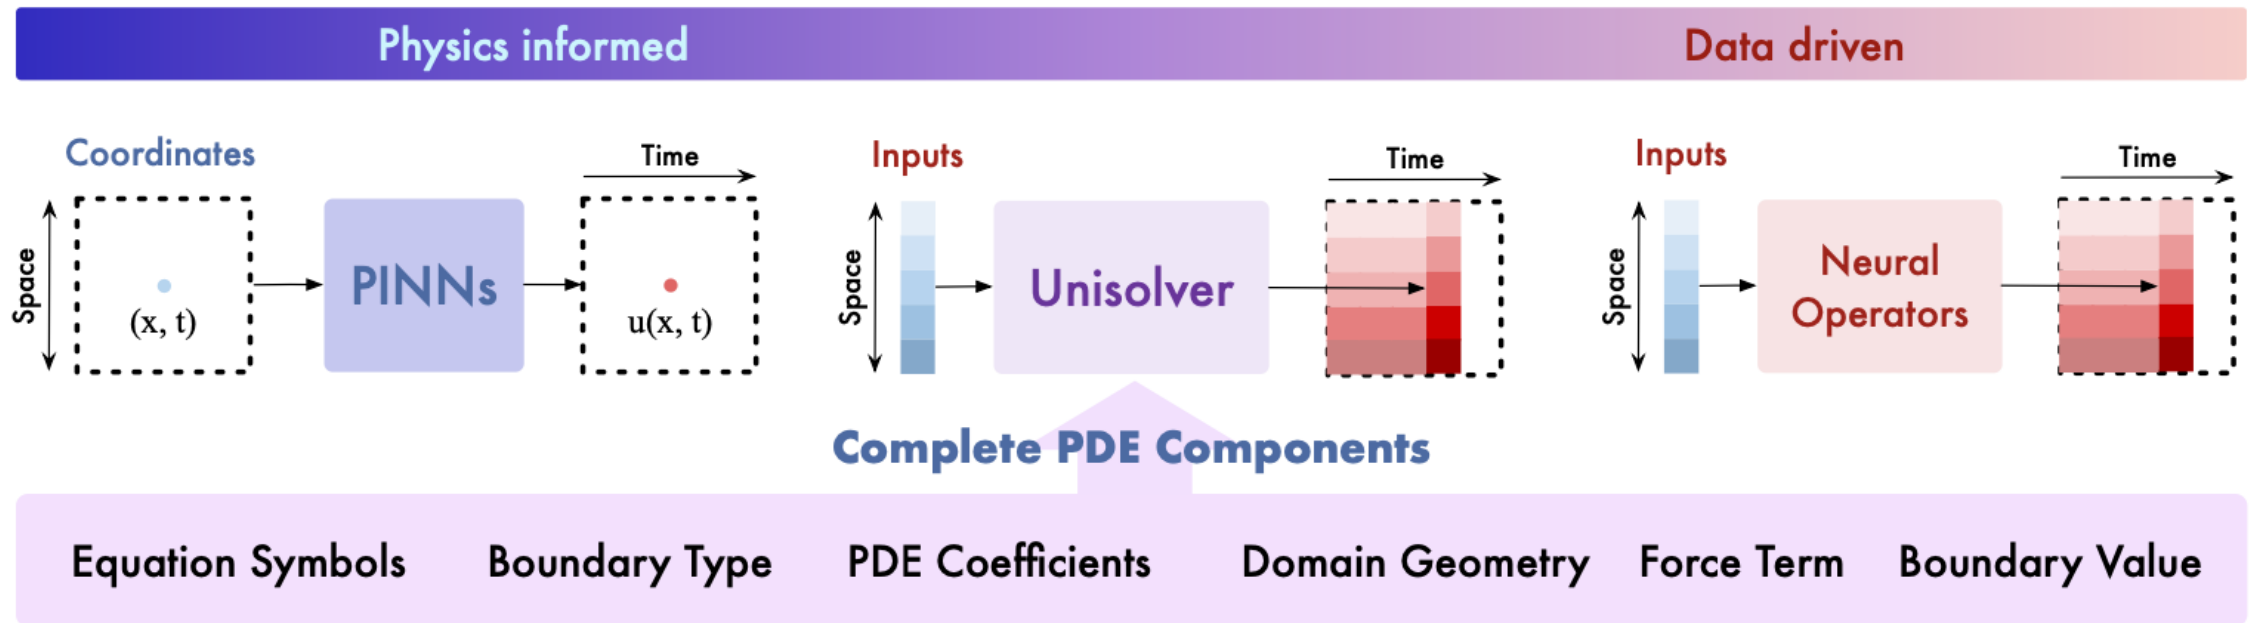 Physics informed
Data driven
Coordinates
Space
(x, t)
PINNs
Time
u(x, t)
Inputs
Space
Unisolver
Time
Inputs
Space
Neural
Operators
Time
Complete PDE Components
Equation Symbols Boundary Type PDE Coefficients Domain Geometry Force Term Boundary Value